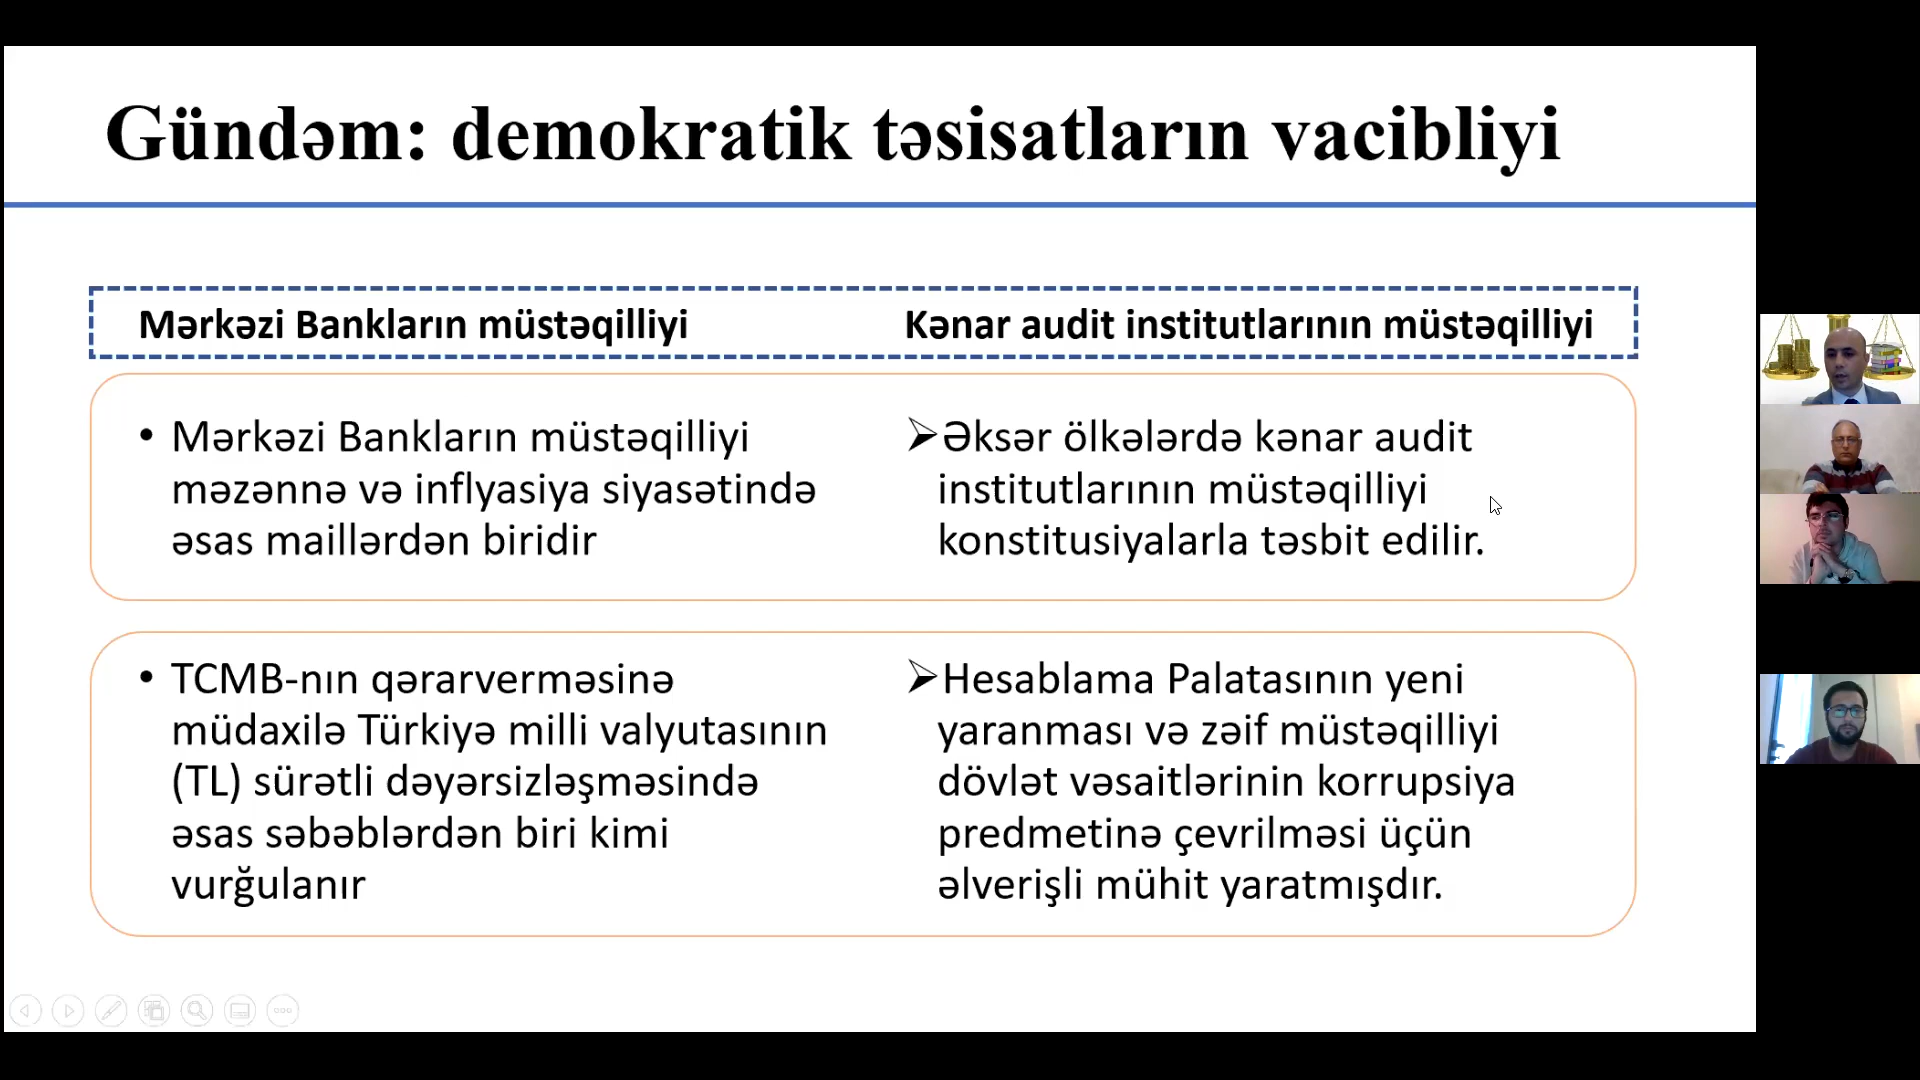 Gündəm: demokratik təsisatların vacibliyi
Mərkəzi Bankların müstəqilliyi
Kənar audit institutlarının müstəqilliyi
• Mərkəzi Bankların müstəqilliyi
məzənnə və inflyasiya siyasətində
əsas maillərdən biridir
➢Əksər ölkələrdə kənar audit
institutlarının müstəqilliyi
konstitusiyalarla təsbit edilir.
• TCMB-nın qərarverməsinə
müdaxilə Türkiyə milli valyutasının
(TL) sürətli dəyərsizləşməsində
əsas səbəblərdən biri kimi
vurğulanır
➢Hesablama Palatasının yeni
yaranması və zəif müstəqilliyi
dövlət vəsaitlərinin korrupsiya
predmetinə çevrilməsi üçün
əlverişli mühit yaratmışdır.